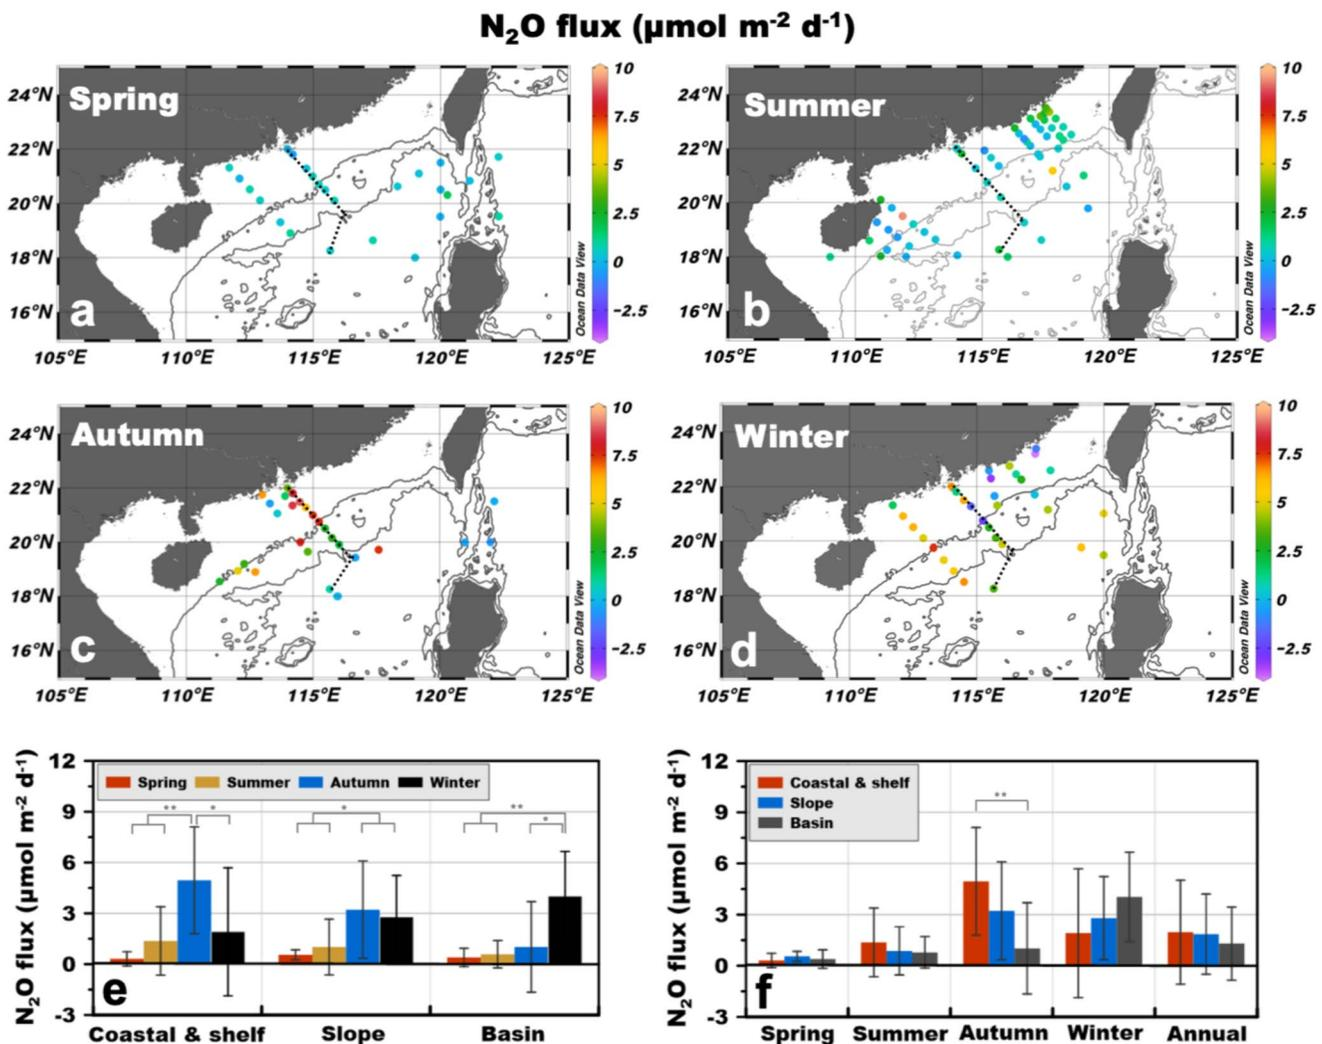 N₂O flux (µmol m⁻² d⁻¹)
Spring
a
24°N
22°N
20°N
18°N
16°N
105°E 110°E 115°E 120°E 125°E
10
7.5
5
2.5
0
-2.5
Ocean Data View
Summer
b
24°N
22°N
20°N
18°N
16°N
105°E 110°E 115°E 120°E 125°E
10
7.5
5
2.5
0
-2.5
Ocean Data View
Autumn
c
24°N
22°N
20°N
18°N
16°N
105°E 110°E 115°E 120°E 125°E
10
7.5
5
2.5
0
-2.5
Ocean Data View
Winter
d
24°N
22°N
20°N
18°N
16°N
105°E 110°E 115°E 120°E 125°E
10
7.5
5
2.5
0
-2.5
Ocean Data View
N₂O flux (µmol m⁻² d⁻¹)
12
9
6
3
0
-3
Spring Summer Autumn Winter
** * * ** *
e
Coastal & shelf Slope Basin
N₂O flux (µmol m⁻² d⁻¹)
12
9
6
3
0
-3
Coastal & shelf
Slope
Basin
**
f
Spring Summer Autumn Winter Annual